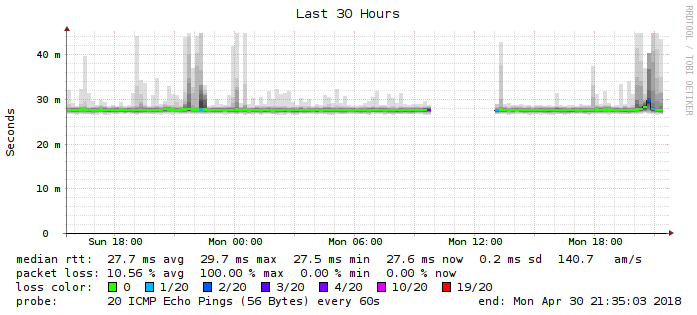 Last 30 Hours
RRDTOOL / TOBI OETIKER
Seconds
40 m
30 m
20 m
10 m
0
Sun 18:00 Mon 00:00 Mon 06:00 Mon 12:00 Mon 18:00
median rtt: 27.7 ms avg 29.7 ms max 27.5 ms min 27.6 ms now 0.2 ms sd 140.7 am/s
packet loss: 10.56 % avg 100.00 % max 0.00 % min 0.00 % now
loss color: 0 1/20 2/20 3/20 4/20 10/20 19/20
probe: 20 ICMP Echo Pings (56 Bytes) every 60s end: Mon Apr 30 21:35:03 2018